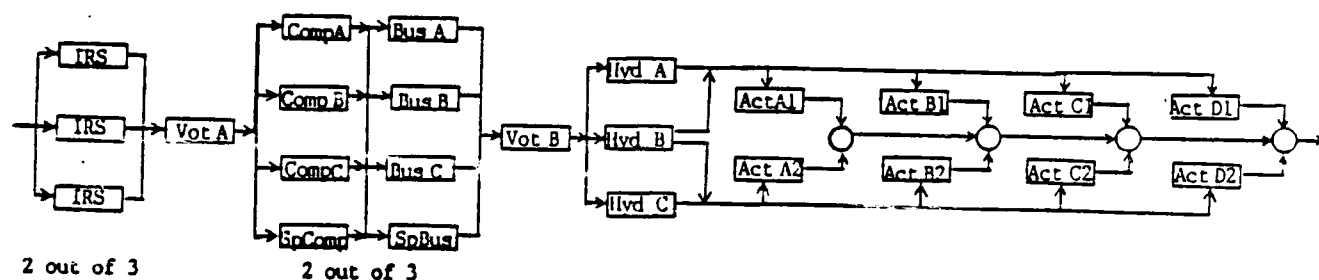 IRS
IRS
IRS
Vot A
CompA
Comp B
CompC
SpComp
Bus A
Bus B
Bus C
SpBus
Vot B
Hyd A
Hyd B
Hyd C
ActA1
Act A2
Act B1
Act B2
Act C1
Act C2
Act D1
Act D2
2 out of 3
2 out of 3